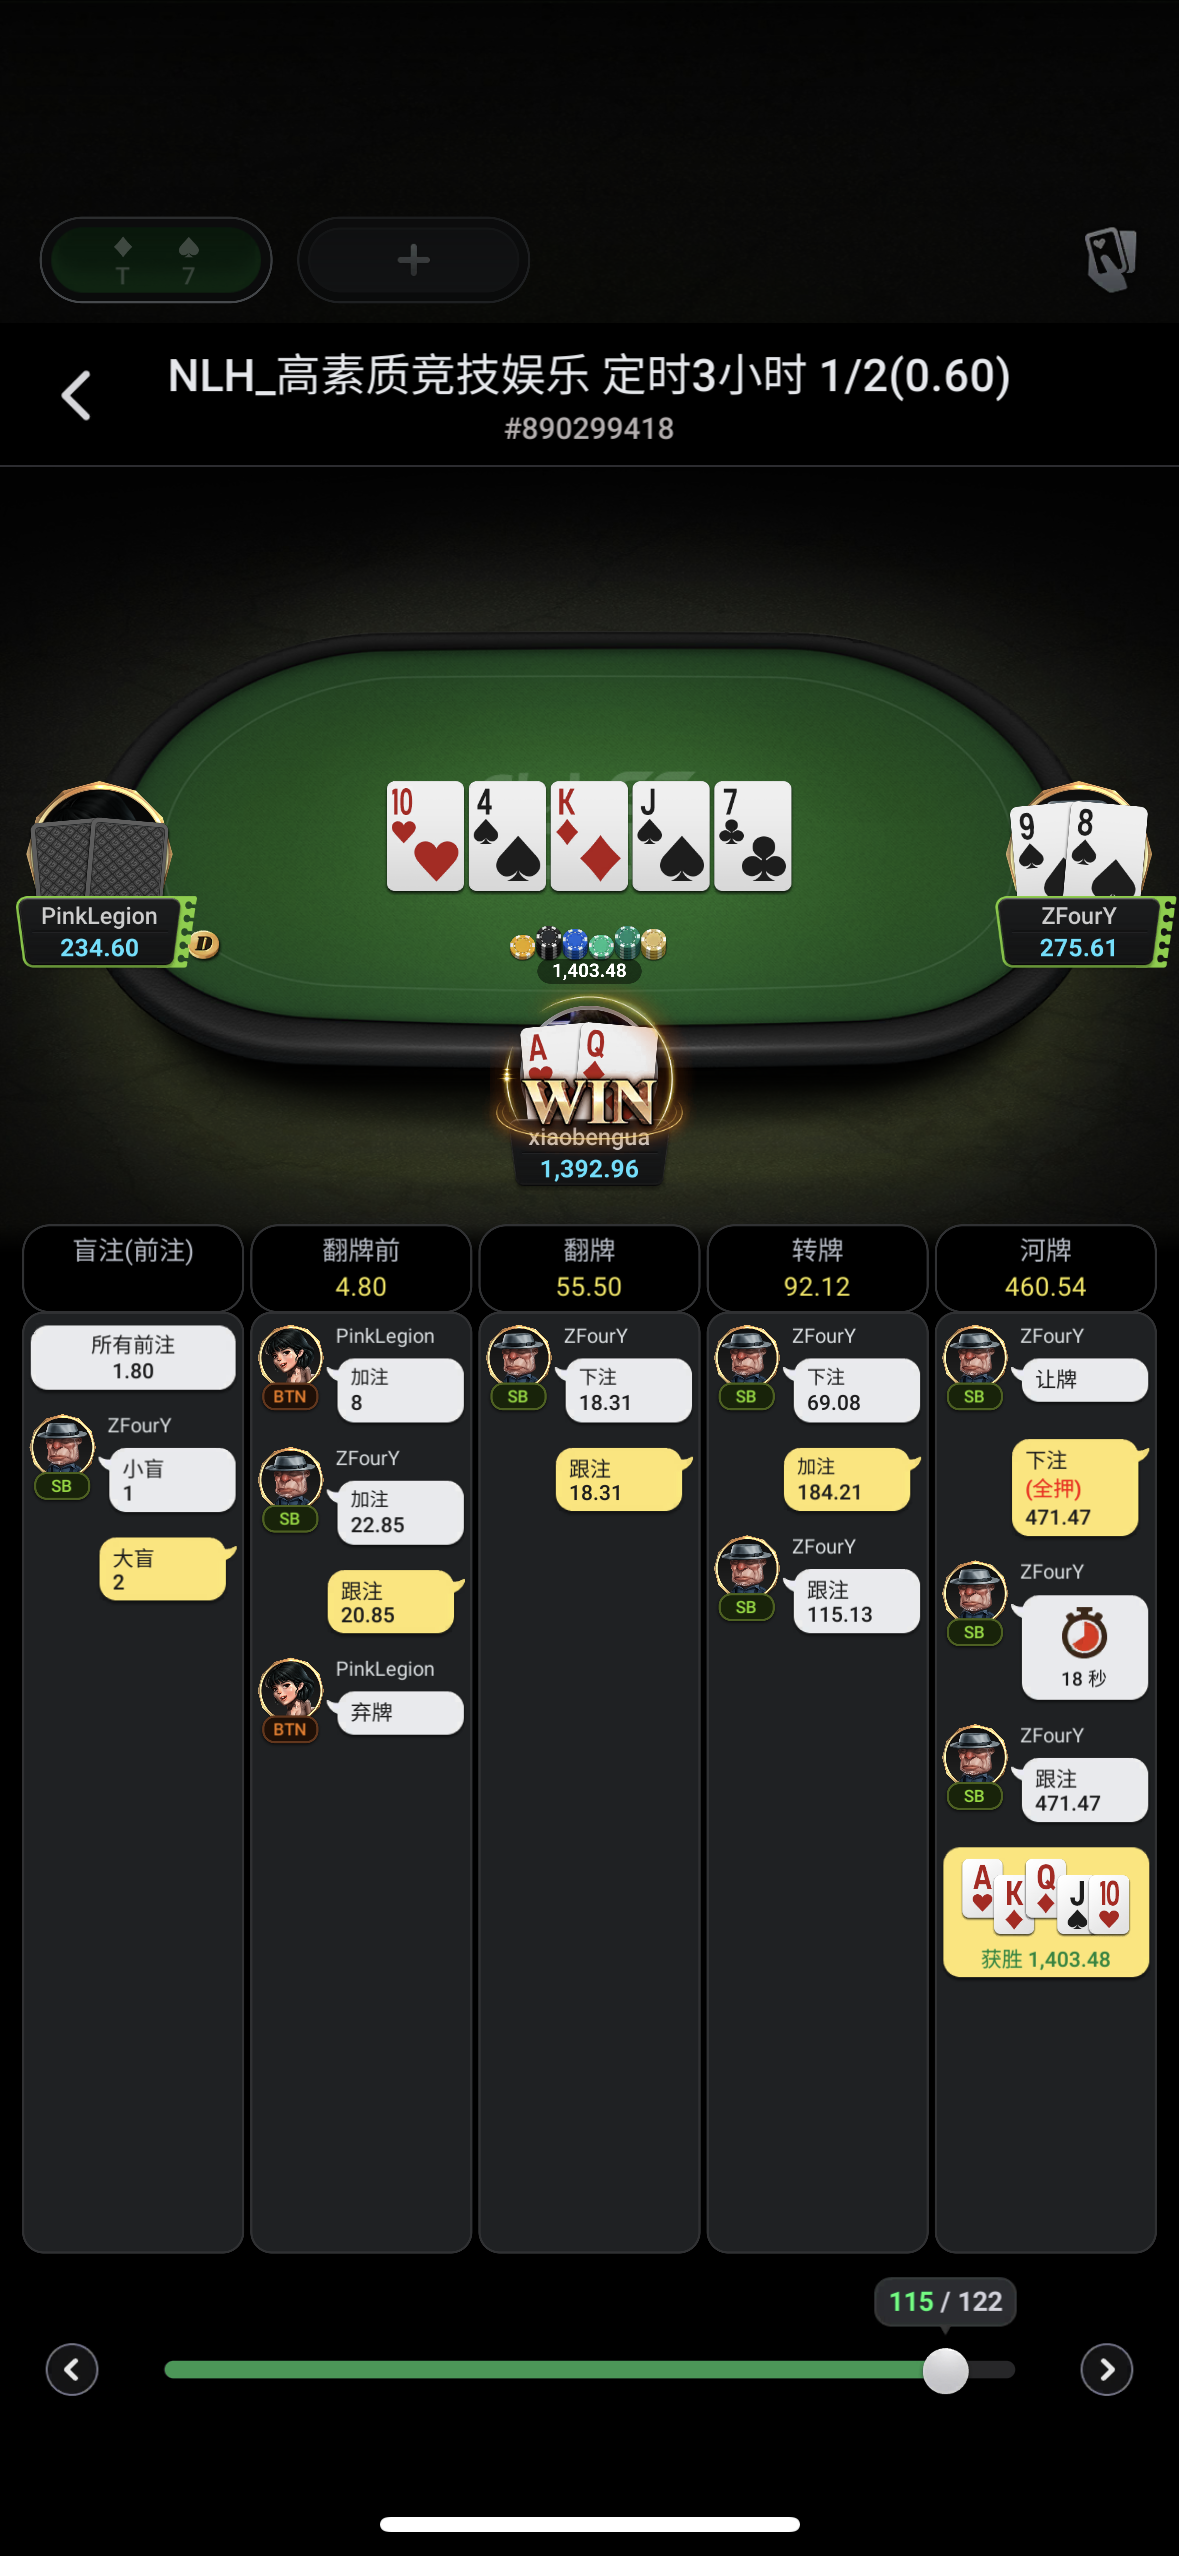 T 7
NLH_高素质竞技娱乐 定时3小时 1/2(0.60)
#890299418
10 4 K J 7
9 8
PinkLegion
234.60
D
ZFourY
275.61
1,403.48
A Q
WIN
xiaobengua
1,392.96
盲注(前注)
所有前注
1.80
ZFourY
SB
小盲
1
大盲
2
翻牌前
4.80
PinkLegion
BTN
加注
8
ZFourY
SB
加注
22.85
跟注
20.85
PinkLegion
BTN
弃牌
翻牌
55.50
ZFourY
SB
下注
18.31
跟注
18.31
转牌
92.12
ZFourY
SB
下注
69.08
加注
184.21
ZFourY
SB
跟注
115.13
河牌
460.54
ZFourY
SB
让牌
下注
(全押)
471.47
ZFourY
SB
18 秒
ZFourY
SB
跟注
471.47
A K Q J 10
获胜 1,403.48
115 / 122